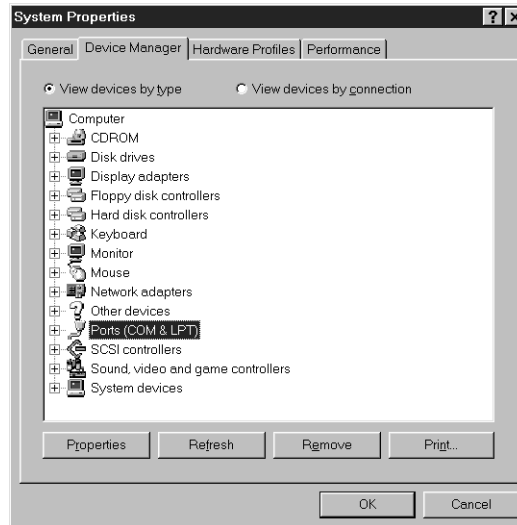 System Properties
General Device Manager Hardware Profiles Performance
View devices by type View devices by connection
Computer
CDROM
Disk drives
Display adapters
Floppy disk controllers
Hard disk controllers
Keyboard
Monitor
Mouse
Network adapters
Other devices
Ports (COM & LPT)
SCSI controllers
Sound, video and game controllers
System devices
Properties Refresh Remove Print...
OK Cancel